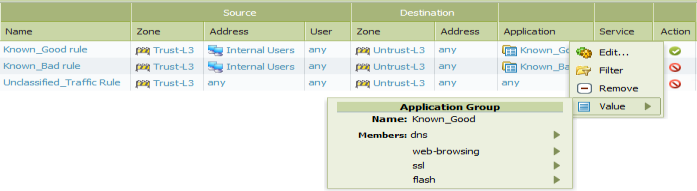 Source Destination
Name Zone Address User Zone Address Application Service Action
Known_Good rule Trust-L3 Internal Users any Untrust-L3 any Known_Go
Known_Bad rule Trust-L3 Internal Users any Untrust-L3 any Known_Ba
Unclassified_Traffic Rule Trust-L3 any any Untrust-L3 any any
Edit...
Filter
Remove
Value
Application Group
Name: Known_Good
Members: dns
web-browsing
ssl
flash